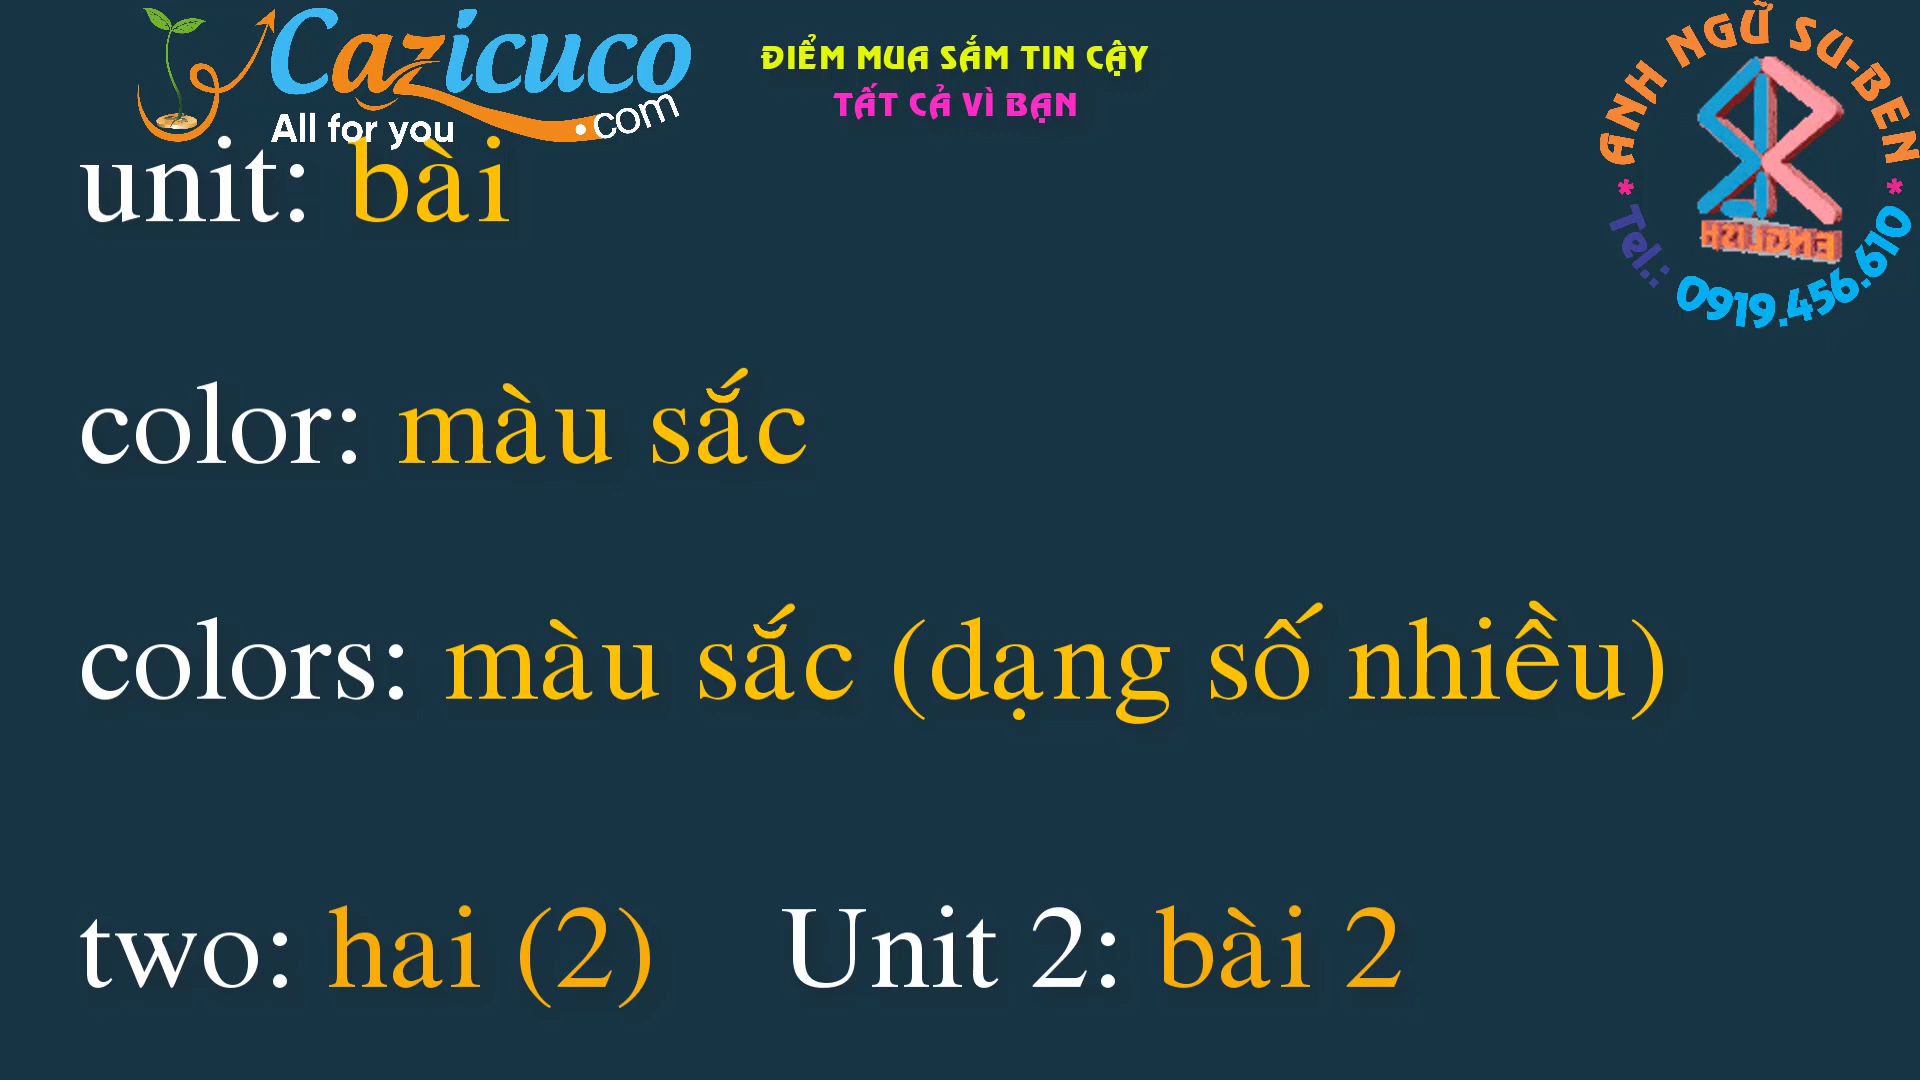 Cazicuco
.com
All for you
ĐIỂM MUA SẮM TIN CẬY
TẤT CẢ VÌ BẠN
ANH NGỮ SU-BEN
* Tel.: 0919.456.610 *
ENGLISH
unit: bài
color: màu sắc
colors: màu sắc (dạng số nhiều)
two: hai (2) Unit 2: bài 2